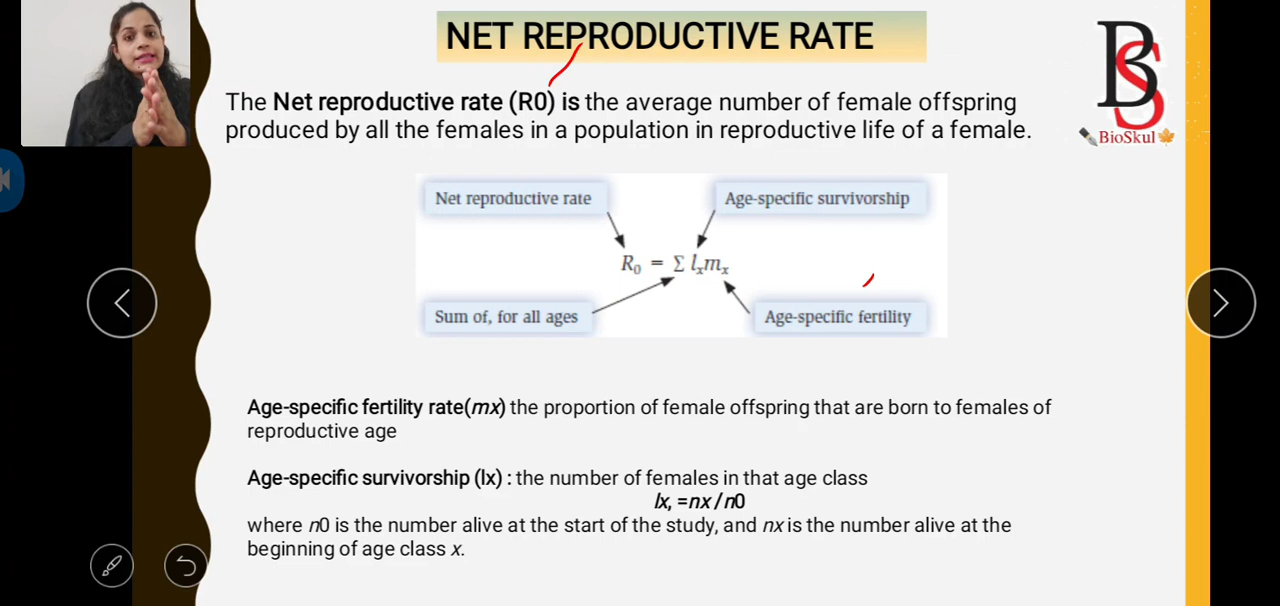 NET REPRODUCTIVE RATE
The Net reproductive rate (R0) is the average number of female offspring
produced by all the females in a population in reproductive life of a female.
BS
BioSkul
Net reproductive rate
Age-specific survivorship
R₀ = Σ lₓmₓ
Sum of, for all ages
Age-specific fertility
Age-specific fertility rate(mx) the proportion of female offspring that are born to females of
reproductive age
Age-specific survivorship (lx) : the number of females in that age class
lx, =nx/n0
where n0 is the number alive at the start of the study, and nx is the number alive at the
beginning of age class x.